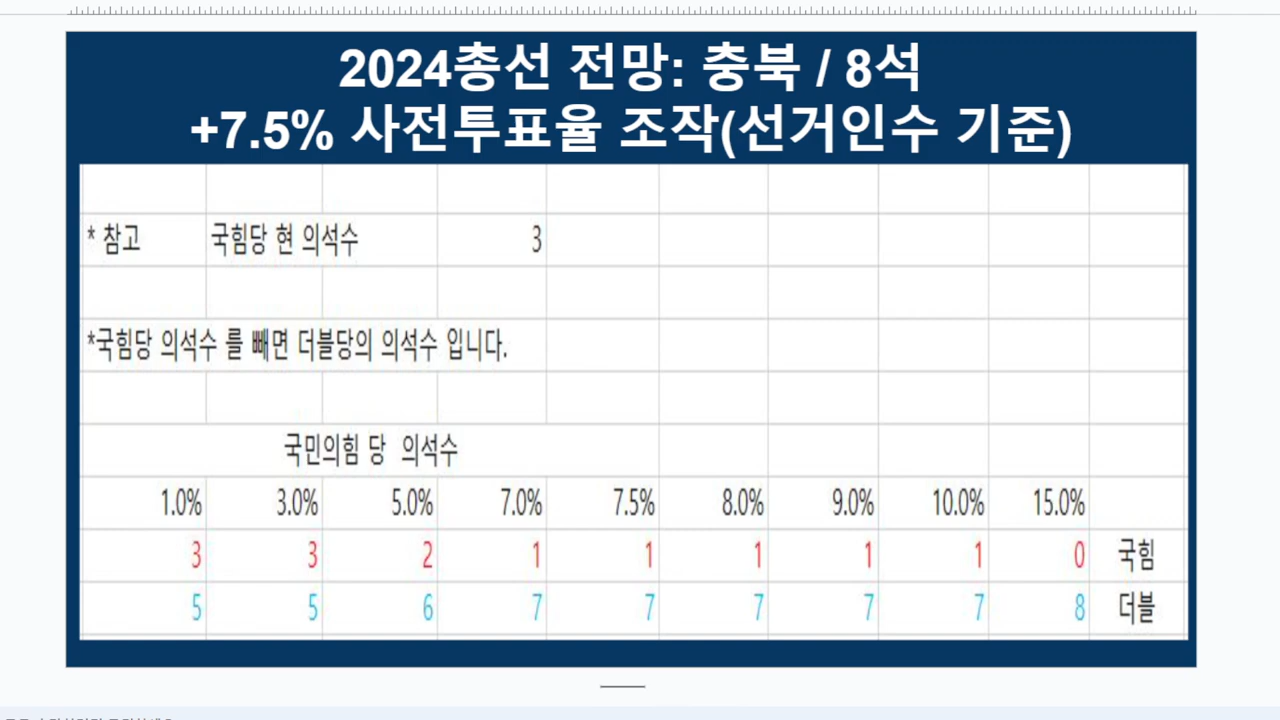 2024총선 전망: 충북 / 8석
+7.5% 사전투표율 조작(선거인수 기준)
* 참고 국힘당 현 의석수 3
*국힘당 의석수 를 빼면 더블당의 의석수 입니다.
국민의힘 당 의석수
1.0% 3.0% 5.0% 7.0% 7.5% 8.0% 9.0% 10.0% 15.0%
3 3 2 1 1 1 1 1 0 국힘
5 5 6 7 7 7 7 7 8 더블